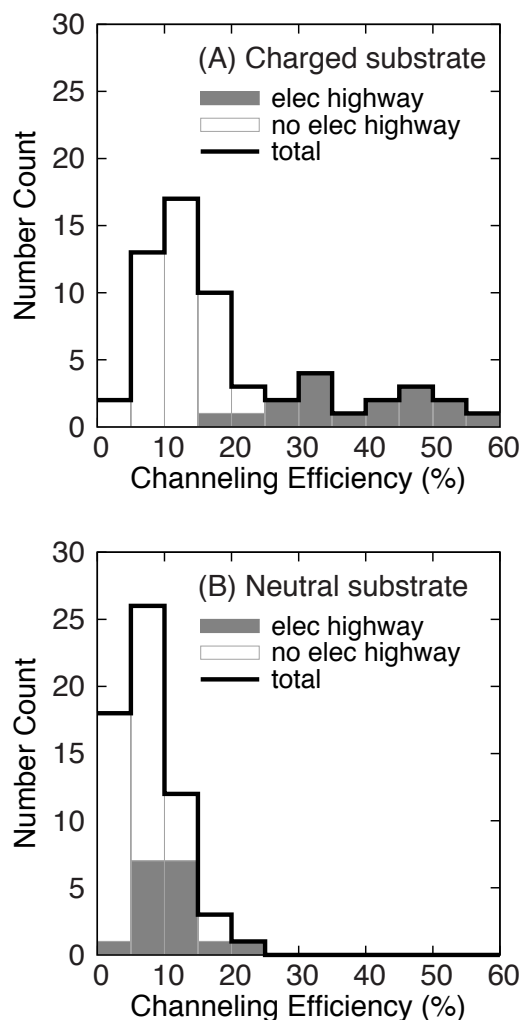 30
(A) Charged substrate
25
elec highway
no elec highway
20
total
15
10
5
0
0 10 20 30 40 50 60
Number Count
Channeling Efficiency (%)
30
(B) Neutral substrate
25
elec highway
no elec highway
20
total
15
10
5
0
0 10 20 30 40 50 60
Number Count
Channeling Efficiency (%)